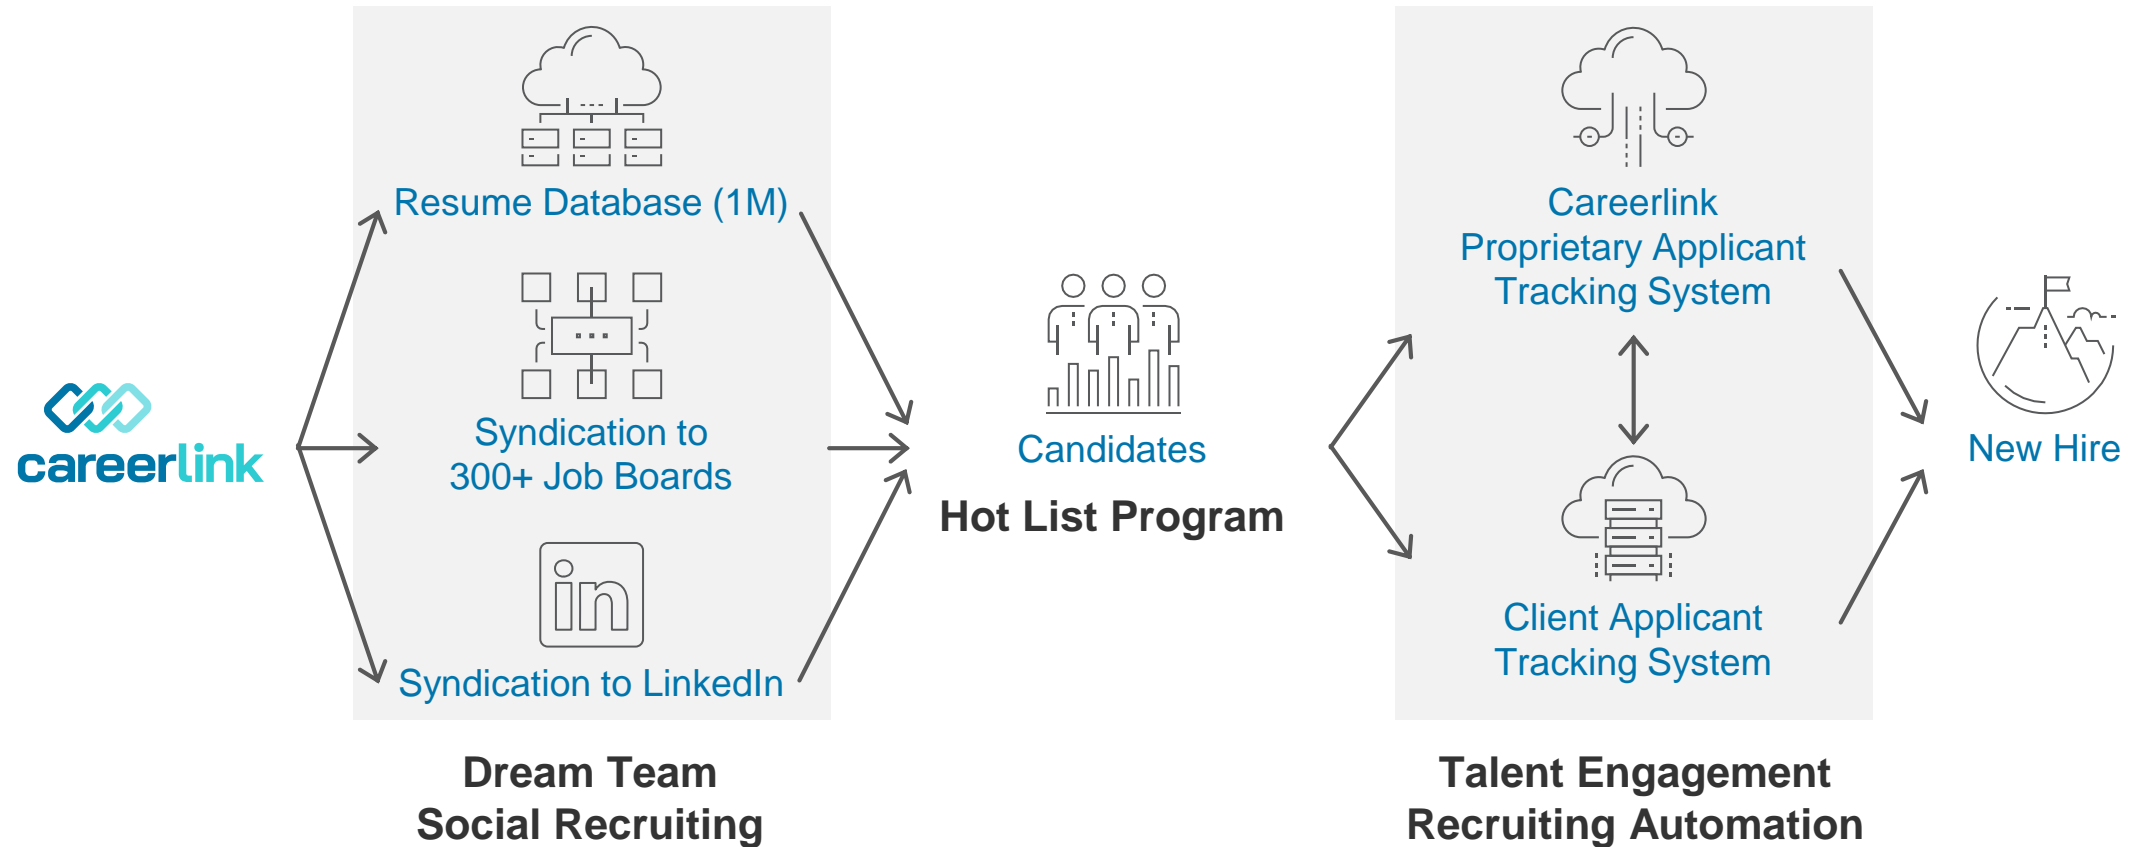 careerlink
Resume Database (1M)
Syndication to
300+ Job Boards
in
Syndication to LinkedIn
Dream Team
Social Recruiting
Candidates
Hot List Program
Careerlink
Proprietary Applicant
Tracking System
Client Applicant
Tracking System
Talent Engagement
Recruiting Automation
New Hire